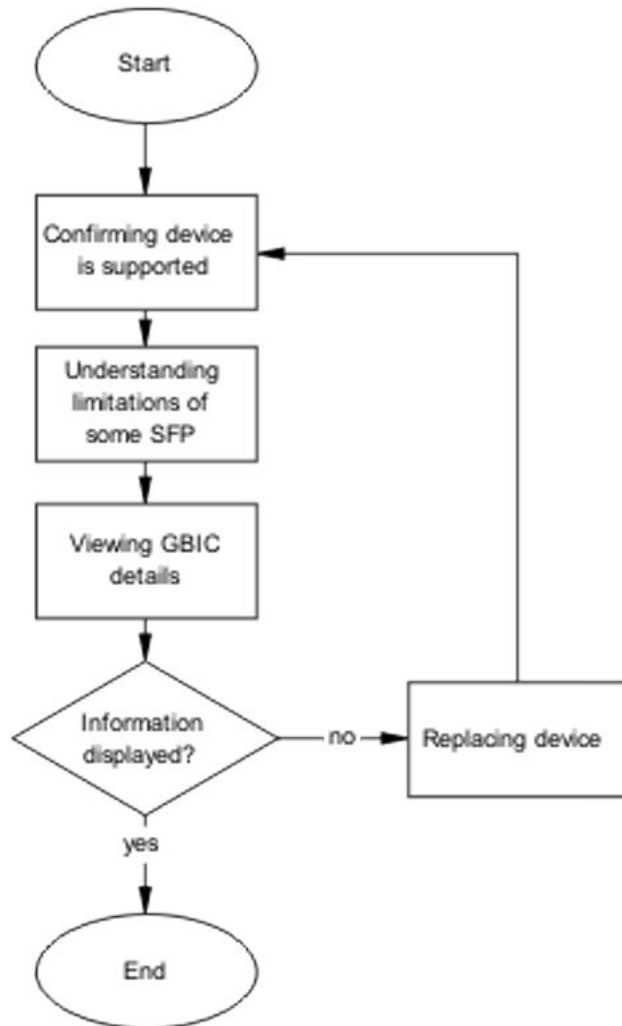 Start
Confirming device
is supported
Understanding
limitations of
some SFP
Viewing GBIC
details
Information
displayed?
no
Replacing device
yes
End